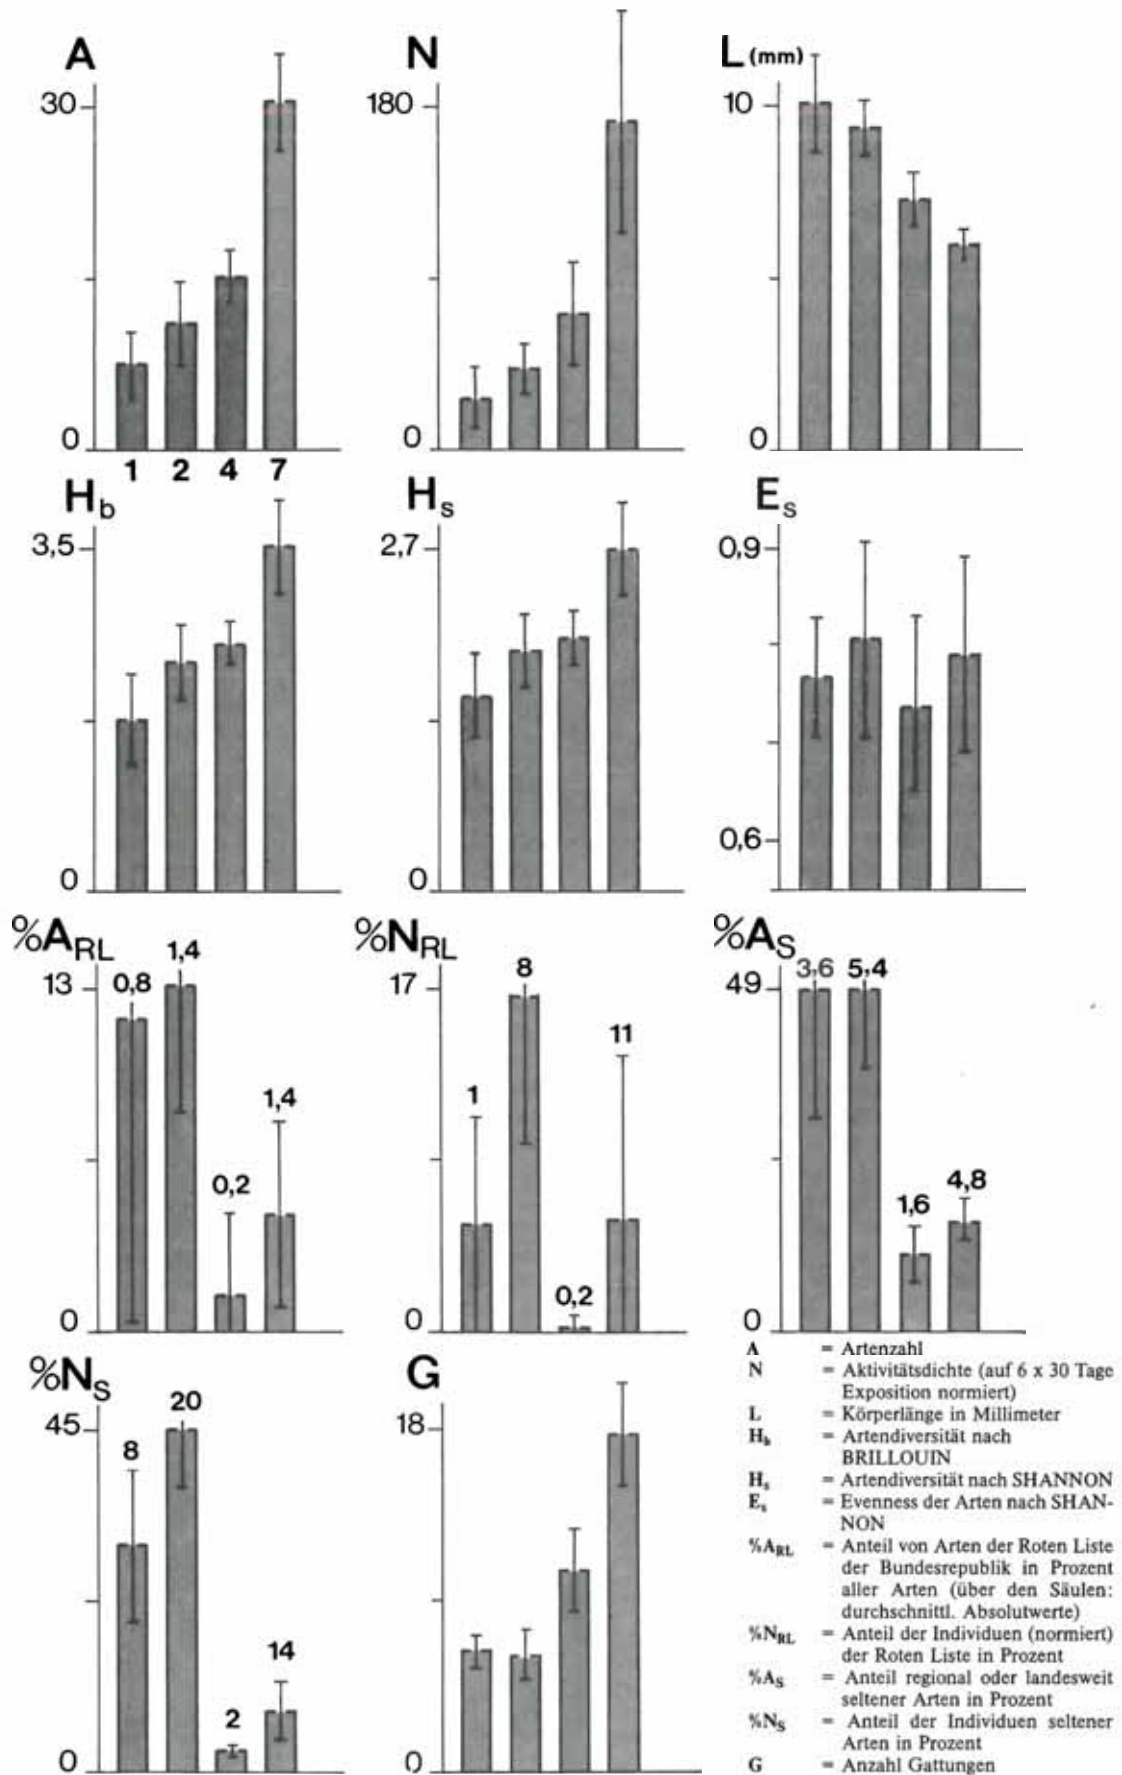 A
30
0
1 2 4 7
N
180
0
L (mm)
10
0
Hb
3,5
0
Hs
2,7
0
Es
0,9
0,6
%ARL
13
0
0,8
1,4
0,2
1,4
%NRL
17
0
1
8
0,2
11
%AS
49
0
3,6
5,4
1,6
4,8
%NS
45
0
8
20
2
14
G
18
0
A = Artenzahl
N = Aktivitätsdichte (auf 6 x 30 Tage
Exposition normiert)
L = Körperlänge in Millimeter
Hb = Artendiversität nach
BRILLOUIN
Hs = Artendiversität nach SHANNON
Es = Evenness der Arten nach SHAN-
NON
%ARL = Anteil von Arten der Roten Liste
der Bundesrepublik in Prozent
aller Arten (über den Säulen:
durchschnittl. Absolutwerte)
%NRL = Anteil der Individuen (normiert)
der Roten Liste in Prozent
%AS = Anteil regional oder landesweit
seltener Arten in Prozent
%NS = Anteil der Individuen seltener
Arten in Prozent
G = Anzahl Gattungen